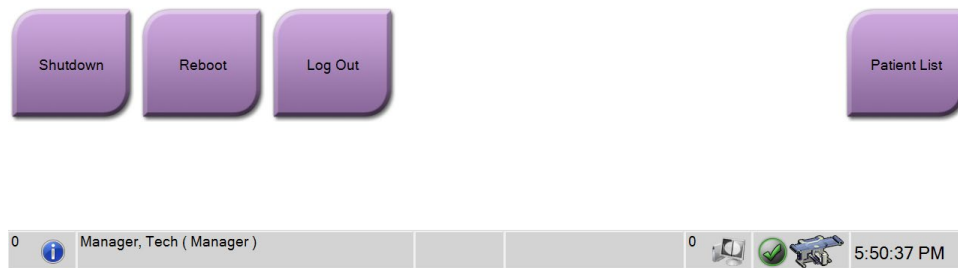 Shutdown
Reboot
Log Out
Patient List
0
Manager, Tech ( Manager )
0
5:50:37 PM